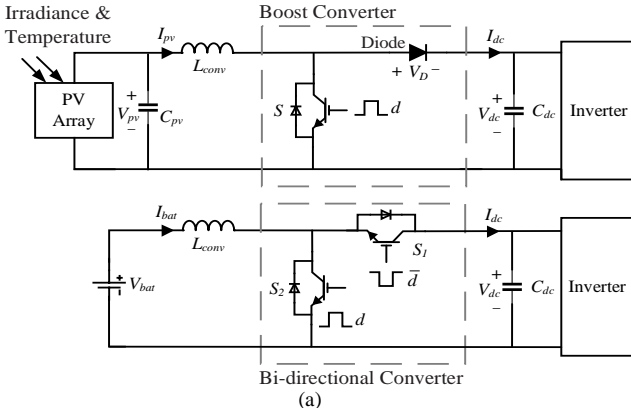 Irradiance &
Temperature
Boost Converter
I_pv
L_conv
Diode
I_dc
+ V_D −
PV
Array
+
V_pv
−
C_pv
S
d
+
V_dc
−
C_dc
Inverter
I_bat
L_conv
I_dc
S_1
d̅
V_bat
S_2
d
+
V_dc
−
C_dc
Inverter
Bi-directional Converter
(a)